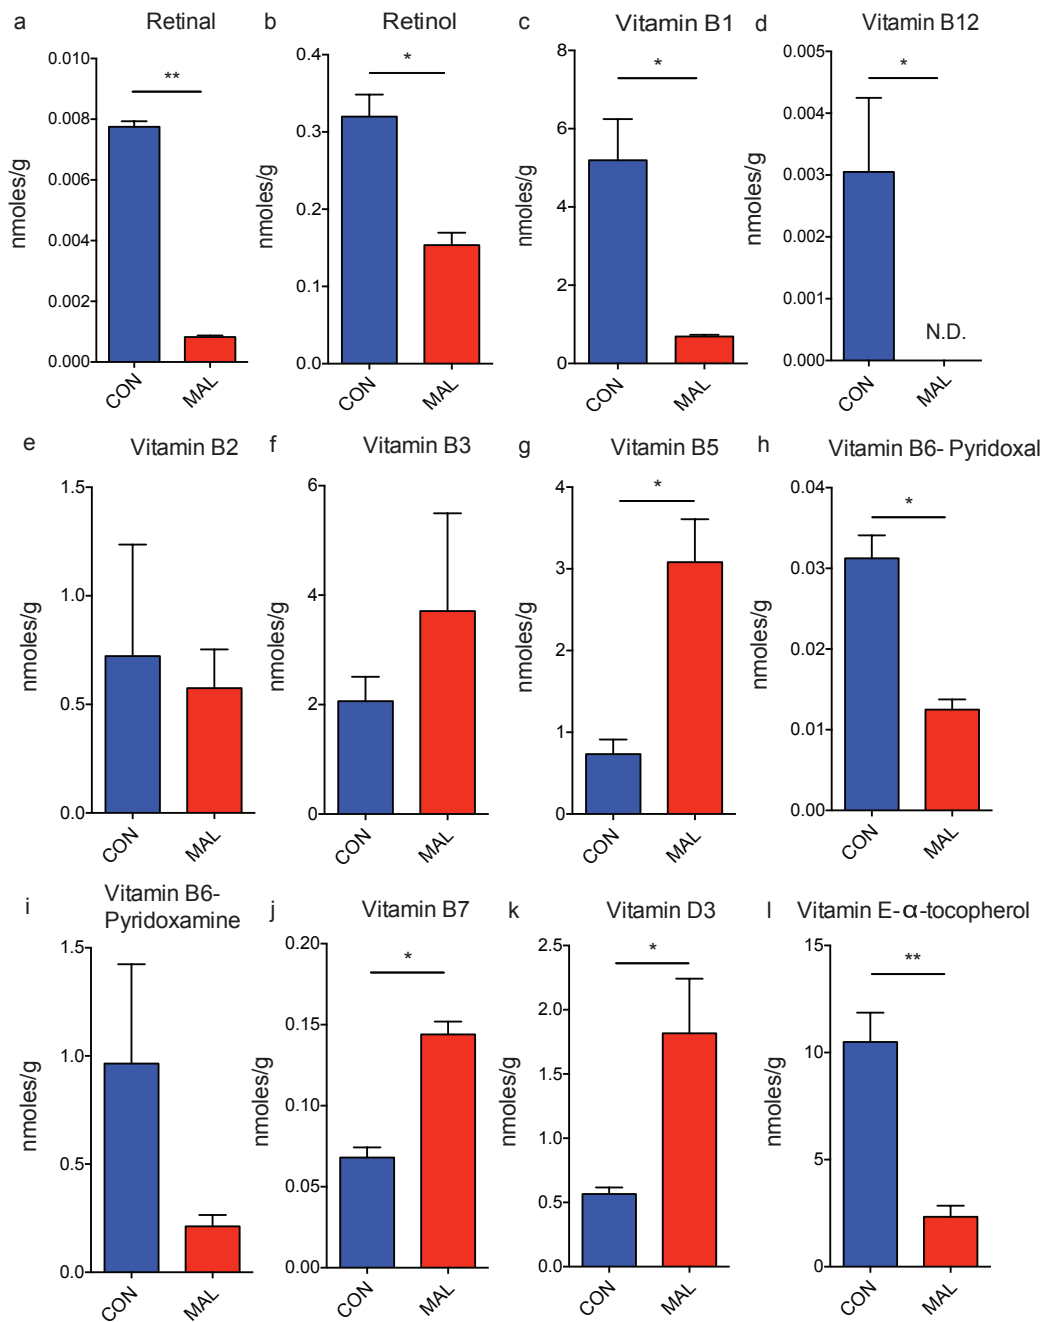 a Retinal
0.010
0.008
0.006
0.004
0.002
0.000
nmoles/g
**
CON MAL
b Retinol
0.4
0.3
0.2
0.1
0.0
nmoles/g
*
CON MAL
c Vitamin B1
8
6
4
2
0
nmoles/g
*
CON MAL
d Vitamin B12
0.005
0.004
0.003
0.002
0.001
0.000
nmoles/g
*
N.D.
CON MAL
e Vitamin B2
1.5
1.0
0.5
0.0
nmoles/g
CON MAL
f Vitamin B3
6
4
2
0
nmoles/g
CON MAL
g Vitamin B5
4
3
2
1
0
nmoles/g
*
CON MAL
h Vitamin B6- Pyridoxal
0.04
0.03
0.02
0.01
0.00
nmoles/g
*
CON MAL
i Vitamin B6-
Pyridoxamine
1.5
1.0
0.5
0.0
nmoles/g
CON MAL
j Vitamin B7
0.20
0.15
0.10
0.05
0.00
nmoles/g
*
CON MAL
k Vitamin D3
2.5
2.0
1.5
1.0
0.5
0.0
nmoles/g
*
CON MAL
l Vitamin E-α-tocopherol
15
10
5
0
nmoles/g
**
CON MAL